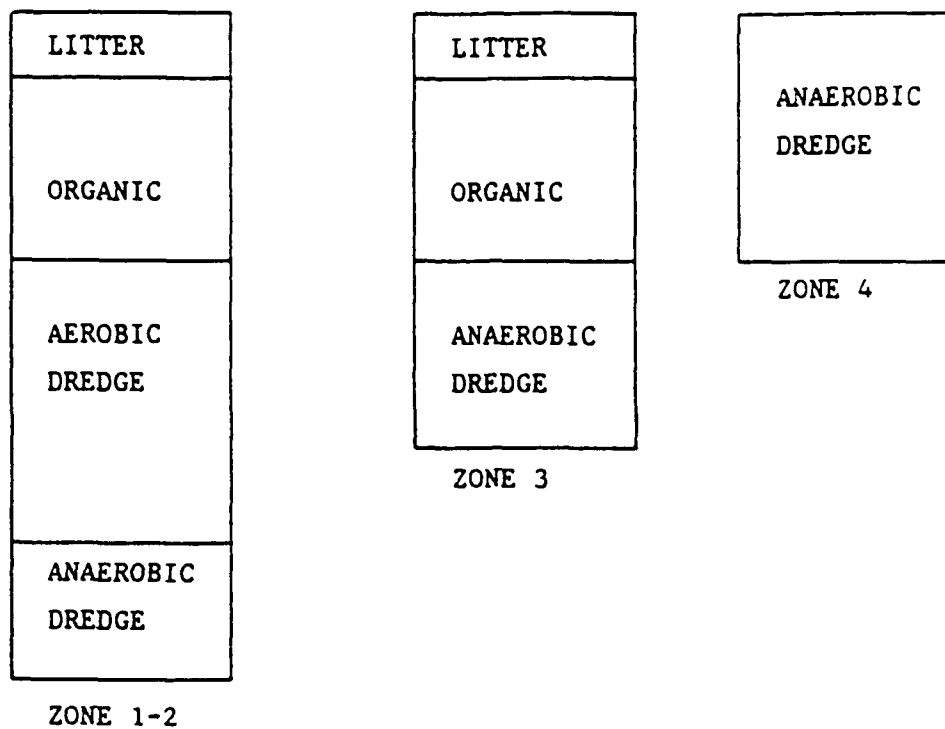 LITTER
ORGANIC
AEROBIC
DREDGE
ANAEROBIC
DREDGE
ZONE 1-2
LITTER
ORGANIC
ANAEROBIC
DREDGE
ZONE 3
ANAEROBIC
DREDGE
ZONE 4